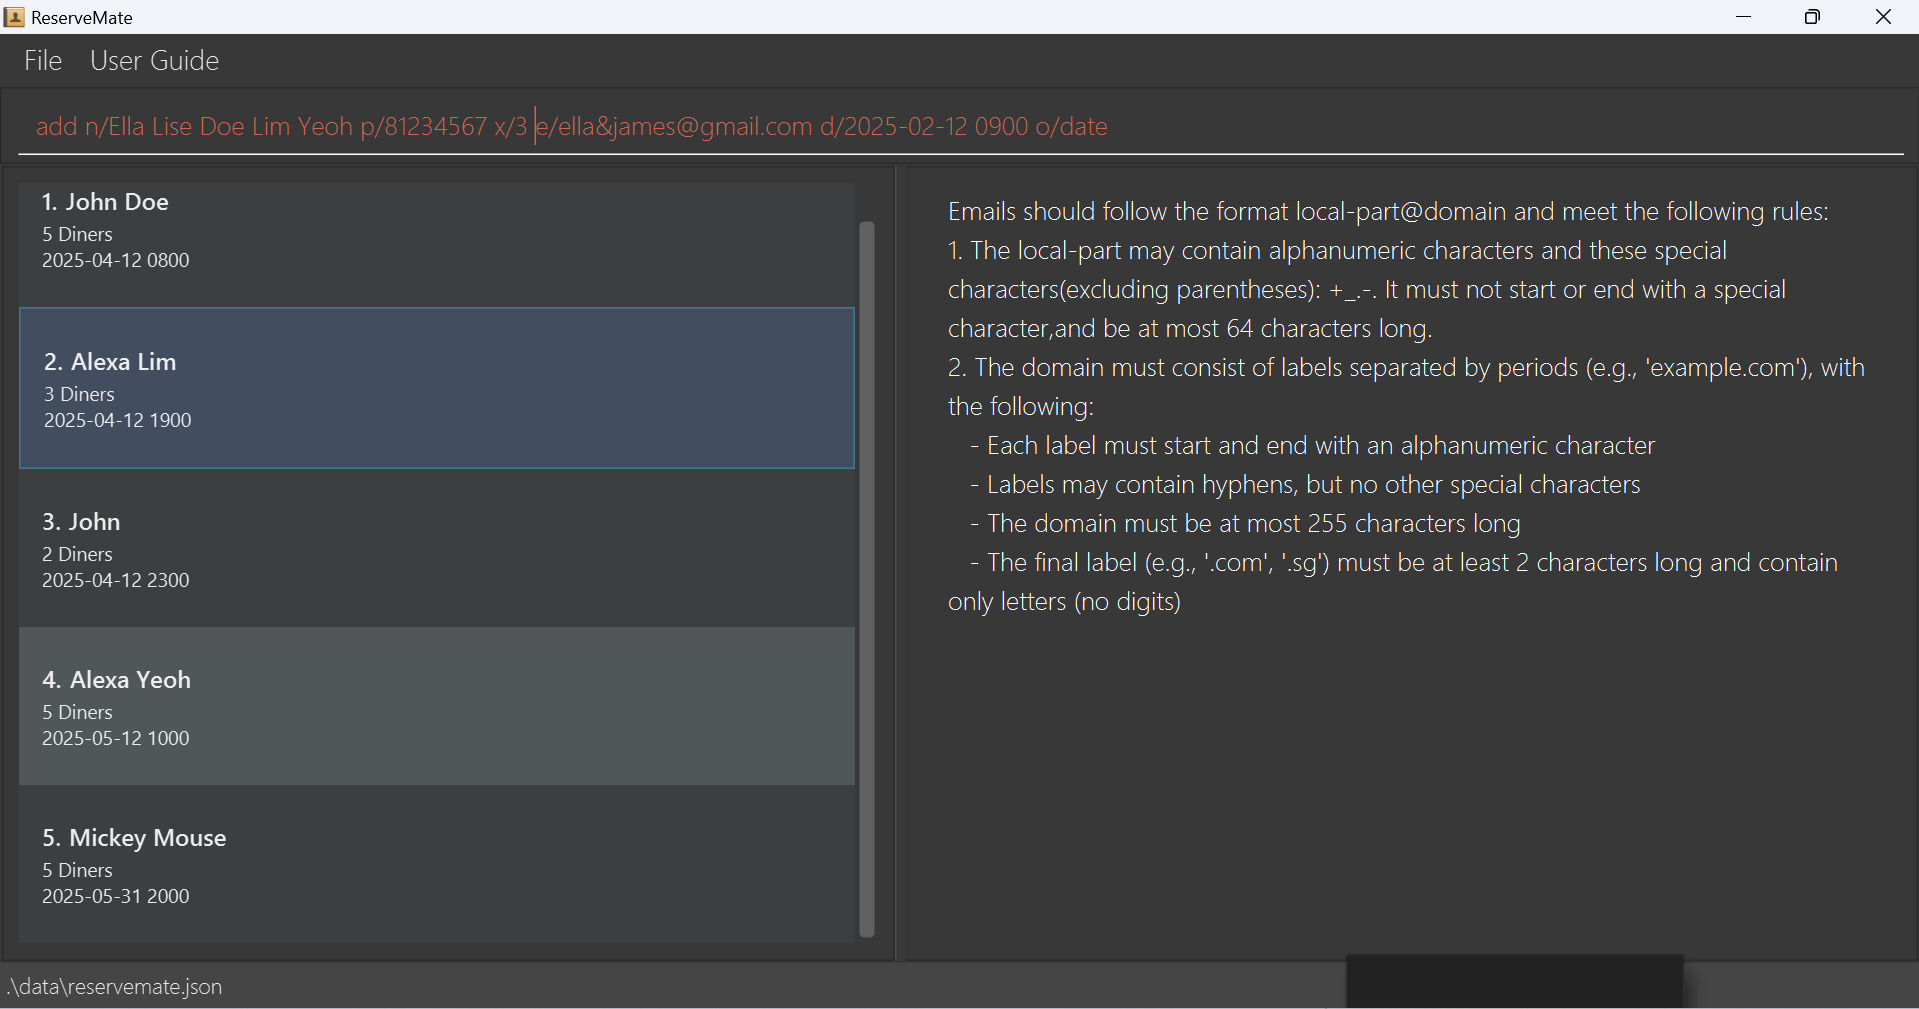 ReserveMate
File User Guide
add n/Ella Lise Doe Lim Yeoh p/81234567 x/3 e/ella&james@gmail.com d/2025-02-12 0900 o/date
1. John Doe
5 Diners
2025-04-12 0800
2. Alexa Lim
3 Diners
2025-04-12 1900
3. John
2 Diners
2025-04-12 2300
4. Alexa Yeoh
5 Diners
2025-05-12 1000
5. Mickey Mouse
5 Diners
2025-05-31 2000
Emails should follow the format local-part@domain and meet the following rules:
1. The local-part may contain alphanumeric characters and these special
characters(excluding parentheses): +_.-. It must not start or end with a special
character,and be at most 64 characters long.
2. The domain must consist of labels separated by periods (e.g., 'example.com'), with
the following:
- Each label must start and end with an alphanumeric character
- Labels may contain hyphens, but no other special characters
- The domain must be at most 255 characters long
- The final label (e.g., '.com', '.sg') must be at least 2 characters long and contain
only letters (no digits)
.\data\reservemate.json